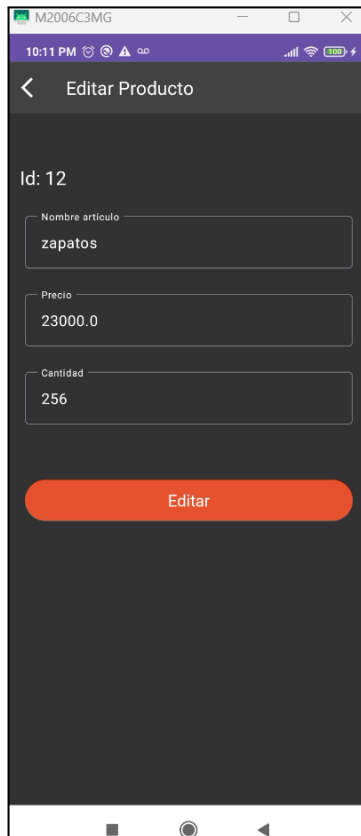 M2006C3MG
10:11 PM
100
Editar Producto
Id: 12
Nombre artículo
zapatos
Precio
23000.0
Cantidad
256
Editar